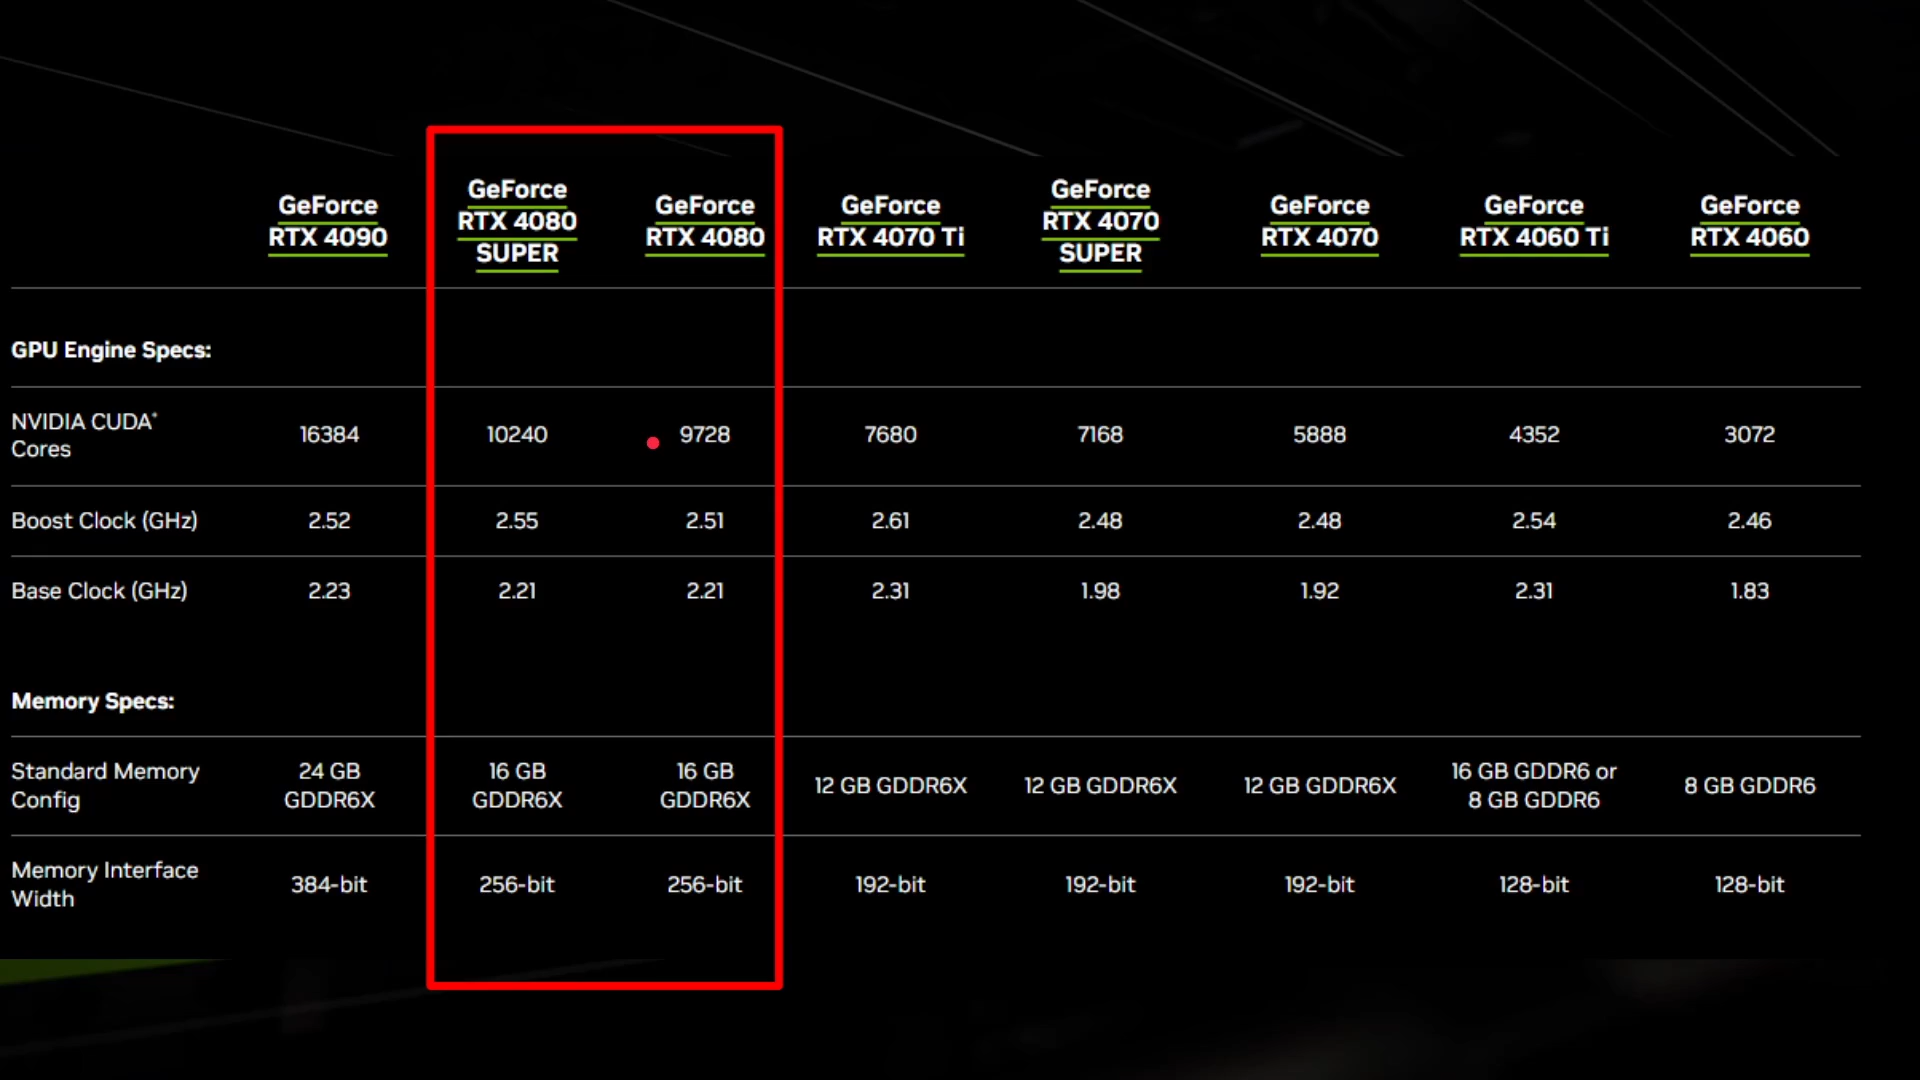 GeForce
RTX 4090
GeForce
RTX 4080
SUPER
GeForce
RTX 4080
GeForce
RTX 4070 Ti
GeForce
RTX 4070
SUPER
GeForce
RTX 4070
GeForce
RTX 4060 Ti
GeForce
RTX 4060
GPU Engine Specs:
NVIDIA CUDA*
Cores
16384 10240 9728 7680 7168 5888 4352 3072
Boost Clock (GHz) 2.52 2.55 2.51 2.61 2.48 2.48 2.54 2.46
Base Clock (GHz) 2.23 2.21 2.21 2.31 1.98 1.92 2.31 1.83
Memory Specs:
Standard Memory
Config
24 GB
GDDR6X
16 GB
GDDR6X
16 GB
GDDR6X
12 GB GDDR6X
12 GB GDDR6X
12 GB GDDR6X
16 GB GDDR6 or
8 GB GDDR6
8 GB GDDR6
Memory Interface
Width
384-bit 256-bit 256-bit 192-bit 192-bit 192-bit 128-bit 128-bit